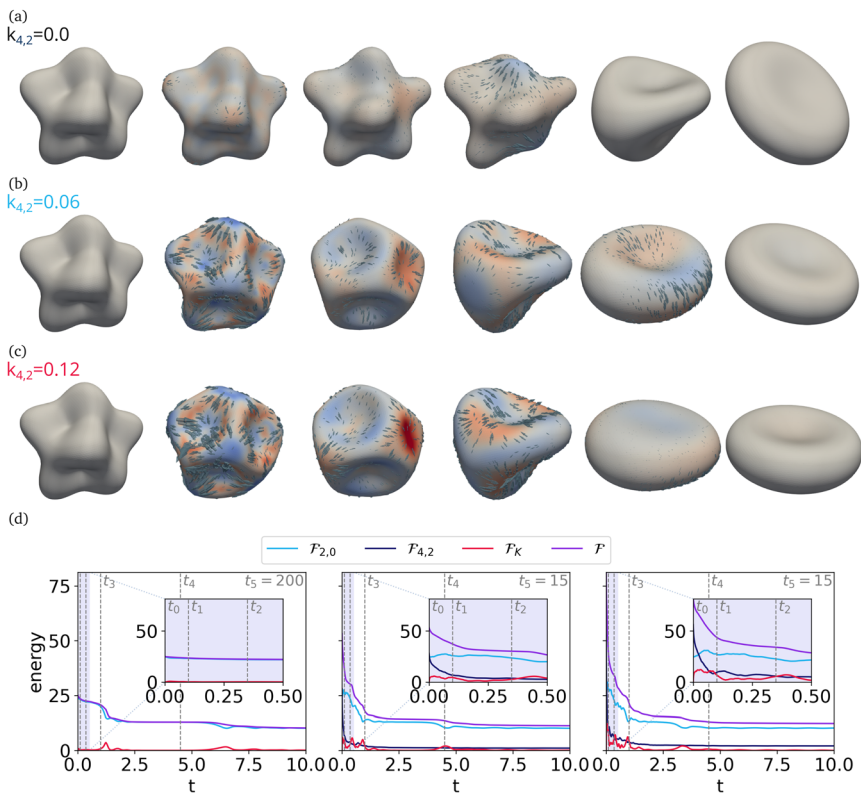 (a)
k4,2=0.0
(b)
k4,2=0.06
(c)
k4,2=0.12
(d)
F2,0 F4,2 FK F
energy
75
50
25
0
t3 t4 t5 = 200
t0 t1 t2
50
0
0.00 0.25 0.50
0.0 2.5 5.0 7.5 10.0
t
t3 t4 t5 = 15
t0 t1 t2
50
0
0.00 0.25 0.50
0.0 2.5 5.0 7.5 10.0
t
t3 t4 t5 = 15
t0 t1 t2
50
0
0.00 0.25 0.50
0.0 2.5 5.0 7.5 10.0
t